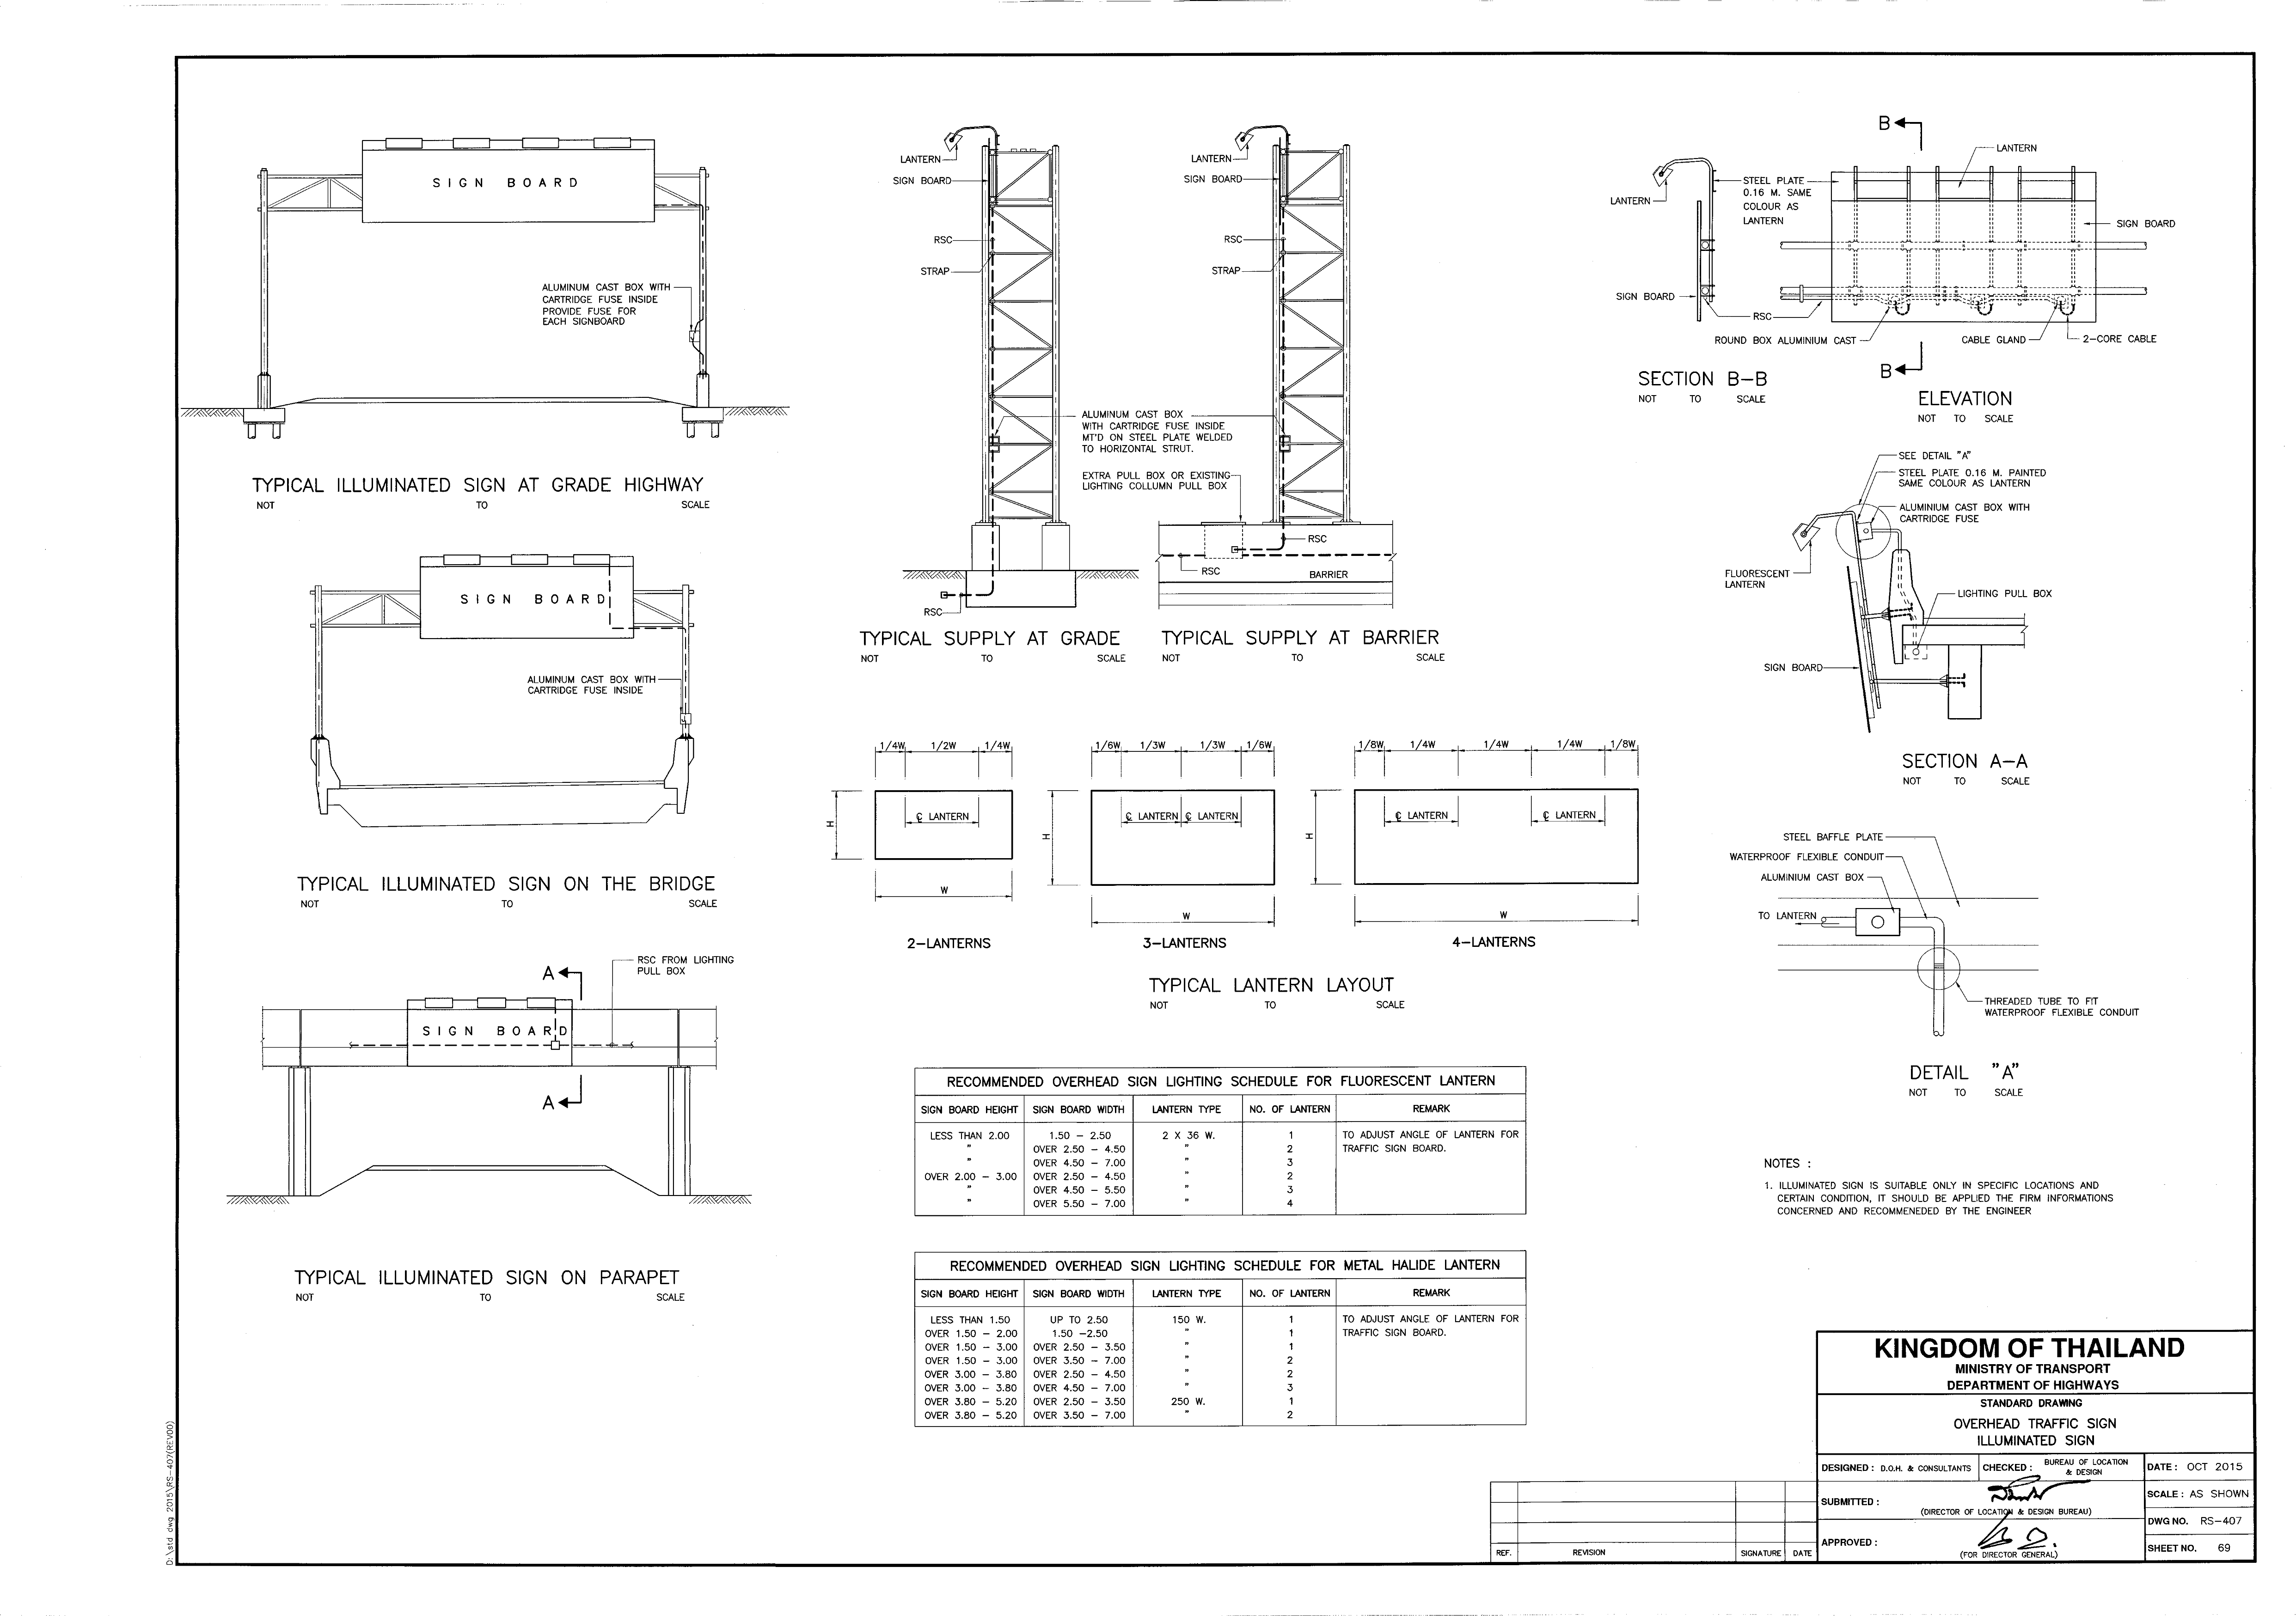 SIGN BOARD
ALUMINUM CAST BOX WITH
CARTRIDGE FUSE INSIDE
PROVIDE FUSE FOR
EACH SIGNBOARD
TYPICAL ILLUMINATED SIGN AT GRADE HIGHWAY
NOT TO SCALE
SIGN BOARD
ALUMINUM CAST BOX WITH
CARTRIDGE FUSE INSIDE
TYPICAL ILLUMINATED SIGN ON THE BRIDGE
NOT TO SCALE
A
RSC FROM LIGHTING
PULL BOX
SIGN BOARD
A
TYPICAL ILLUMINATED SIGN ON PARAPET
NOT TO SCALE
LANTERN
SIGN BOARD
RSC
STRAP
RSC
TYPICAL SUPPLY AT GRADE
NOT TO SCALE
LANTERN
SIGN BOARD
RSC
STRAP
ALUMINUM CAST BOX
WITH CARTRIDGE FUSE INSIDE
MT'D ON STEEL PLATE WELDED
TO HORIZONTAL STRUT.
EXTRA PULL BOX OR EXISTING
LIGHTING COLLUMN PULL BOX
RSC
RSC
BARRIER
TYPICAL SUPPLY AT BARRIER
NOT TO SCALE
1/4W 1/2W 1/4W
H
℄ LANTERN
W
2-LANTERNS
1/6W 1/3W 1/3W 1/6W
H
℄ LANTERN ℄ LANTERN
W
3-LANTERNS
1/8W 1/4W 1/4W 1/4W 1/8W
H
℄ LANTERN ℄ LANTERN
W
4-LANTERNS
TYPICAL LANTERN LAYOUT
NOT TO SCALE
RECOMMENDED OVERHEAD SIGN LIGHTING SCHEDULE FOR FLUORESCENT LANTERN
SIGN BOARD HEIGHT SIGN BOARD WIDTH LANTERN TYPE NO. OF LANTERN REMARK
LESS THAN 2.00 1.50 - 2.50 2 X 36 W. 1 TO ADJUST ANGLE OF LANTERN FOR
" OVER 2.50 - 4.50 " 2 TRAFFIC SIGN BOARD.
" OVER 4.50 - 7.00 " 3
OVER 2.00 - 3.00 OVER 2.50 - 4.50 " 2
" OVER 4.50 - 5.50 " 3
" OVER 5.50 - 7.00 " 4
RECOMMENDED OVERHEAD SIGN LIGHTING SCHEDULE FOR METAL HALIDE LANTERN
SIGN BOARD HEIGHT SIGN BOARD WIDTH LANTERN TYPE NO. OF LANTERN REMARK
LESS THAN 1.50 UP TO 2.50 150 W. 1 TO ADJUST ANGLE OF LANTERN FOR
OVER 1.50 - 2.00 1.50 -2.50 " 1 TRAFFIC SIGN BOARD.
OVER 1.50 - 3.00 OVER 2.50 - 3.50 " 1
OVER 1.50 - 3.00 OVER 3.50 - 7.00 " 2
OVER 3.00 - 3.80 OVER 2.50 - 4.50 " 2
OVER 3.00 - 3.80 OVER 4.50 - 7.00 " 3
OVER 3.80 - 5.20 OVER 2.50 - 3.50 250 W. 1
OVER 3.80 - 5.20 OVER 3.50 - 7.00 " 2
LANTERN
SIGN BOARD
STEEL PLATE
0.16 M. SAME
COLOUR AS
LANTERN
RSC
SECTION B-B
NOT TO SCALE
B
LANTERN
SIGN BOARD
ROUND BOX ALUMINIUM CAST
CABLE GLAND
2-CORE CABLE
B
ELEVATION
NOT TO SCALE
SEE DETAIL "A"
STEEL PLATE 0.16 M. PAINTED
SAME COLOUR AS LANTERN
ALUMINIUM CAST BOX WITH
CARTRIDGE FUSE
FLUORESCENT
LANTERN
LIGHTING PULL BOX
SIGN BOARD
SECTION A-A
NOT TO SCALE
STEEL BAFFLE PLATE
WATERPROOF FLEXIBLE CONDUIT
ALUMINIUM CAST BOX
TO LANTERN
THREADED TUBE TO FIT
WATERPROOF FLEXIBLE CONDUIT
DETAIL "A"
NOT TO SCALE
NOTES :
1. ILLUMINATED SIGN IS SUITABLE ONLY IN SPECIFIC LOCATIONS AND
CERTAIN CONDITION, IT SHOULD BE APPLIED THE FIRM INFORMATIONS
CONCERNED AND RECOMMENEDED BY THE ENGINEER
KINGDOM OF THAILAND
MINISTRY OF TRANSPORT
DEPARTMENT OF HIGHWAYS
STANDARD DRAWING
OVERHEAD TRAFFIC SIGN
ILLUMINATED SIGN
DESIGNED : D.O.H. & CONSULTANTS CHECKED : BUREAU OF LOCATION
& DESIGN
DATE : OCT 2015
SUBMITTED :
(DIRECTOR OF LOCATION & DESIGN BUREAU)
SCALE : AS SHOWN
DWG NO. RS-407
APPROVED :
(FOR DIRECTOR GENERAL)
SHEET NO. 69
REF. REVISION SIGNATURE DATE
D:\std dwg 2015\RS-407(REV00)